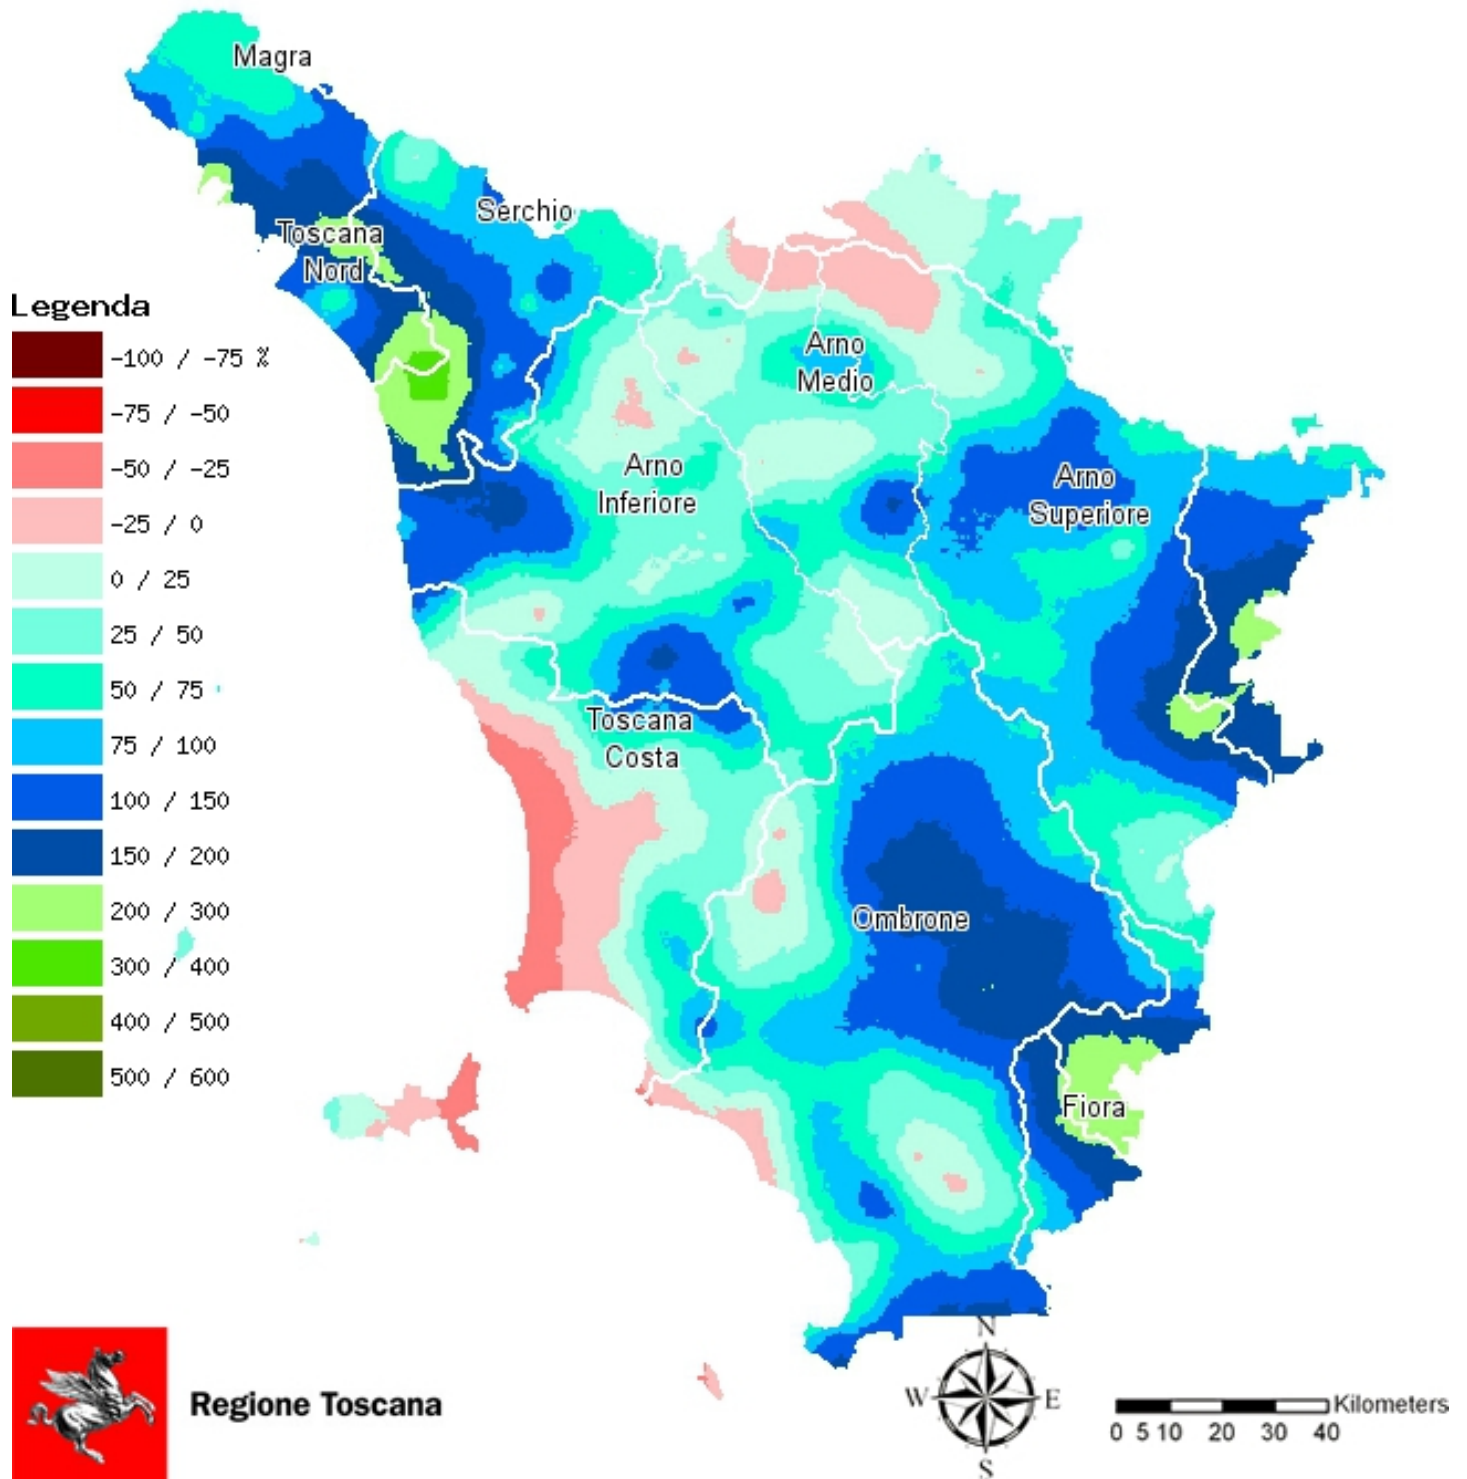 Magra
Serchio
Toscana
Nord
Legenda
-100 / -75 %
-75 / -50
-50 / -25
-25 / 0
0 / 25
25 / 50
50 / 75
75 / 100
100 / 150
150 / 200
200 / 300
300 / 400
400 / 500
500 / 600
Arno
Medio
Arno
Inferiore
Arno
Superiore
Toscana
Costa
Ombrone
Fiora
Regione Toscana
N
W E
S
Kilometers
0 5 10 20 30 40